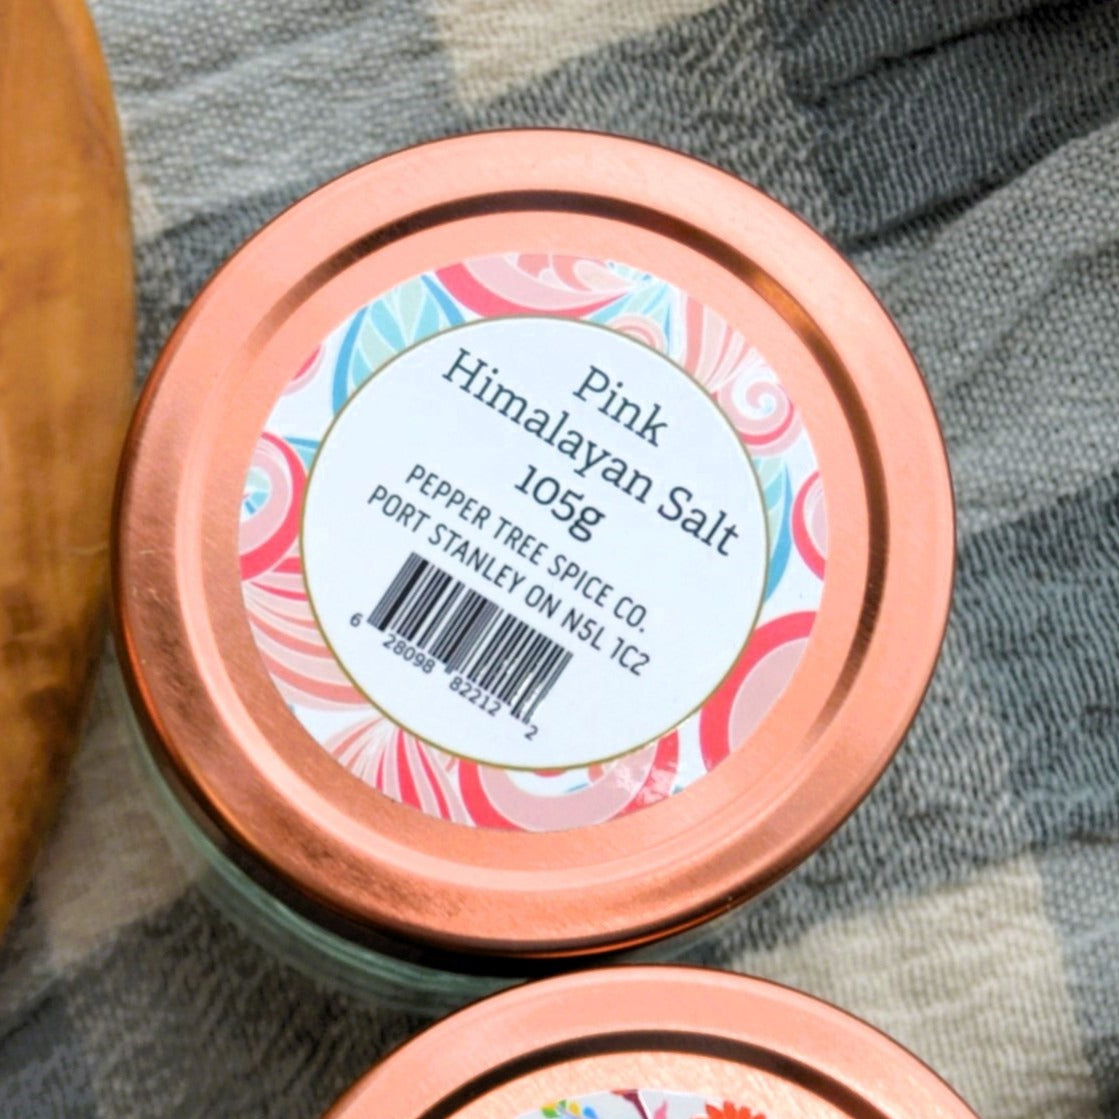 Pink
Himalayan Salt
105g
PEPPER TREE SPICE CO.
PORT STANLEY ON N5L 1C2
6 28098 82212 2